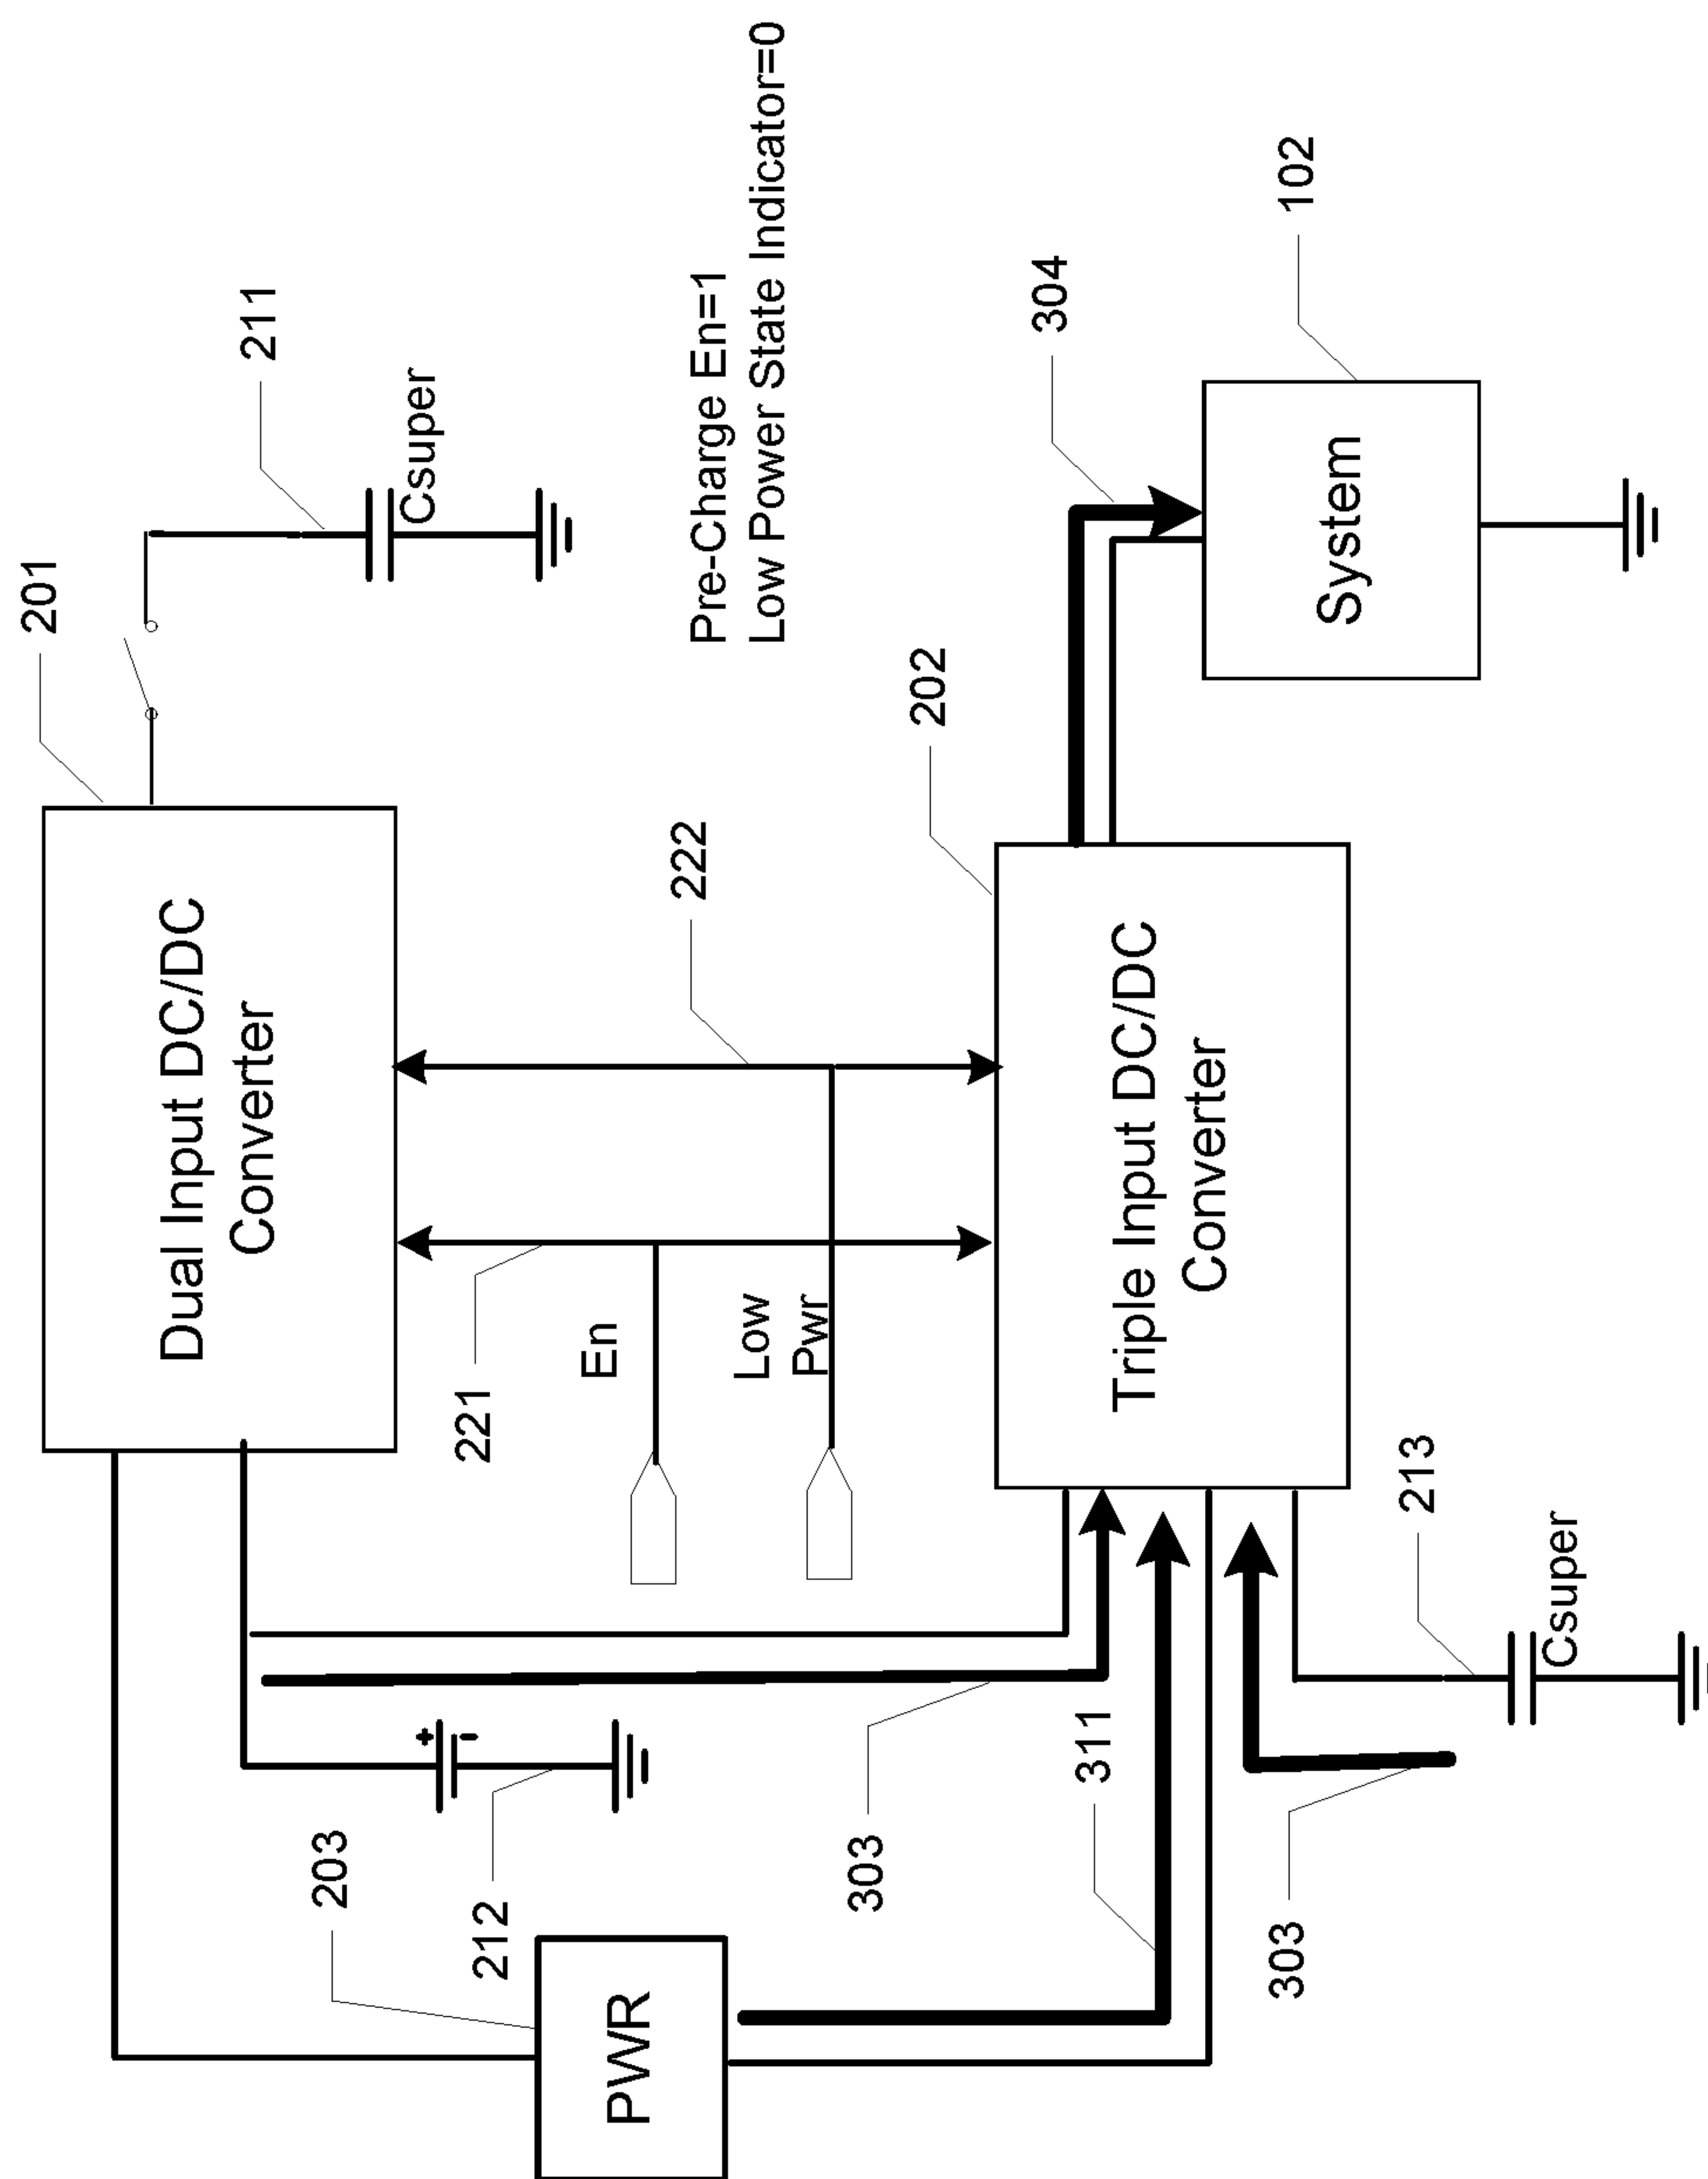 201
211
Dual Input DC/DC
Converter
Csuper
203
212
221
222
En
Low
Pwr
Pre-Charge En=1
Low Power State Indicator=0
PWR
303
311
202
304
102
Triple Input DC/DC
Converter
System
213
Csuper
303